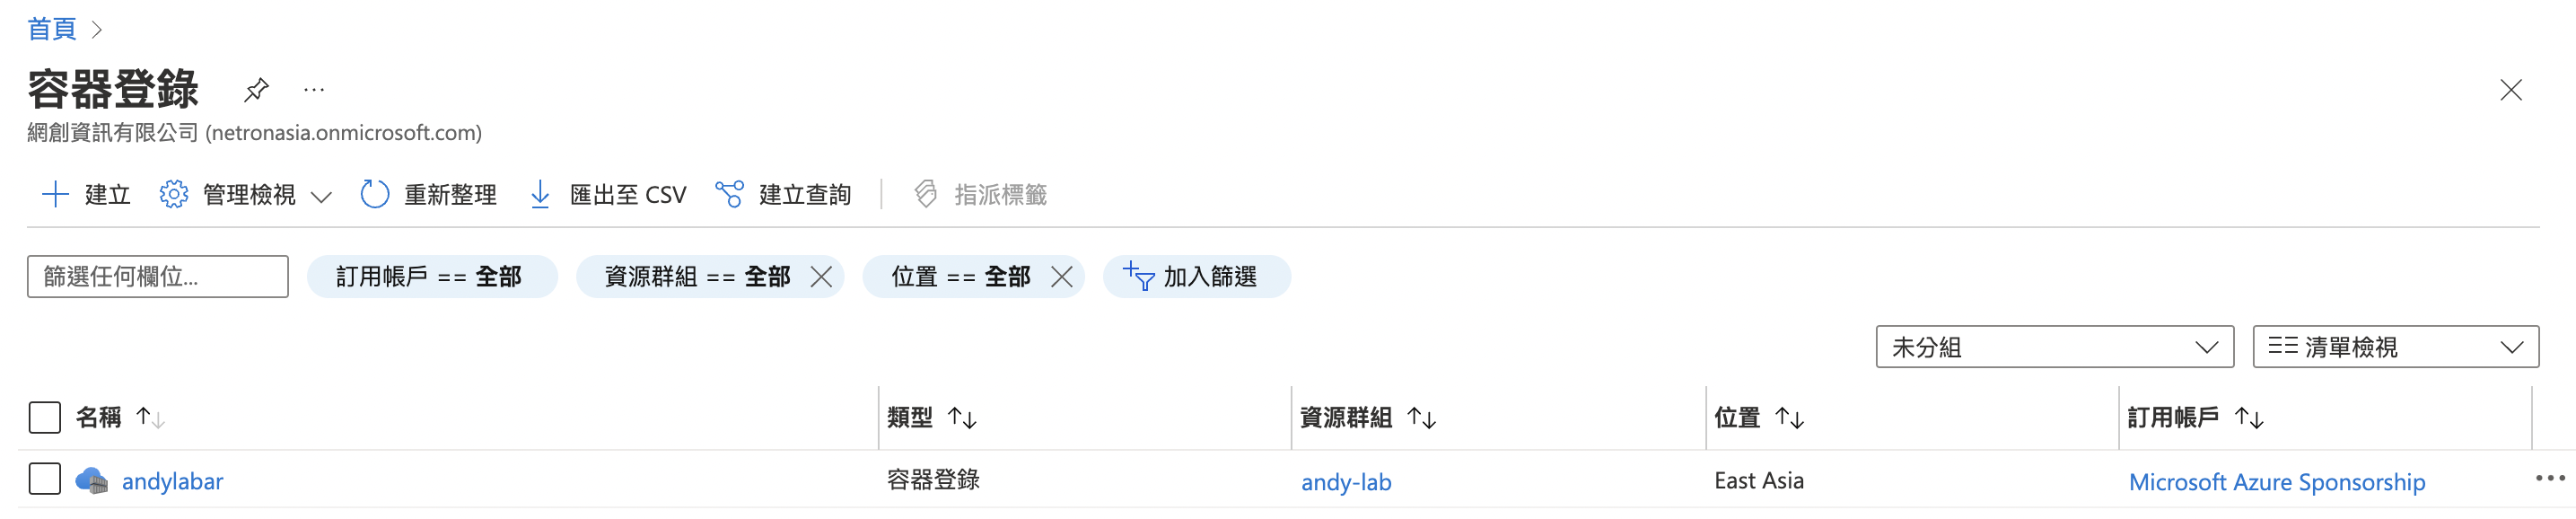 首頁
容器登錄
網創資訊有限公司 (netronasia.onmicrosoft.com)
建立 管理檢視 重新整理 匯出至 CSV 建立查詢 指派標籤
篩選任何欄位... 訂用帳戶 == 全部 資源群組 == 全部 位置 == 全部 加入篩選
未分組 清單檢視
名稱 類型 資源群組 位置 訂用帳戶
andylabar 容器登錄 andy-lab East Asia Microsoft Azure Sponsorship